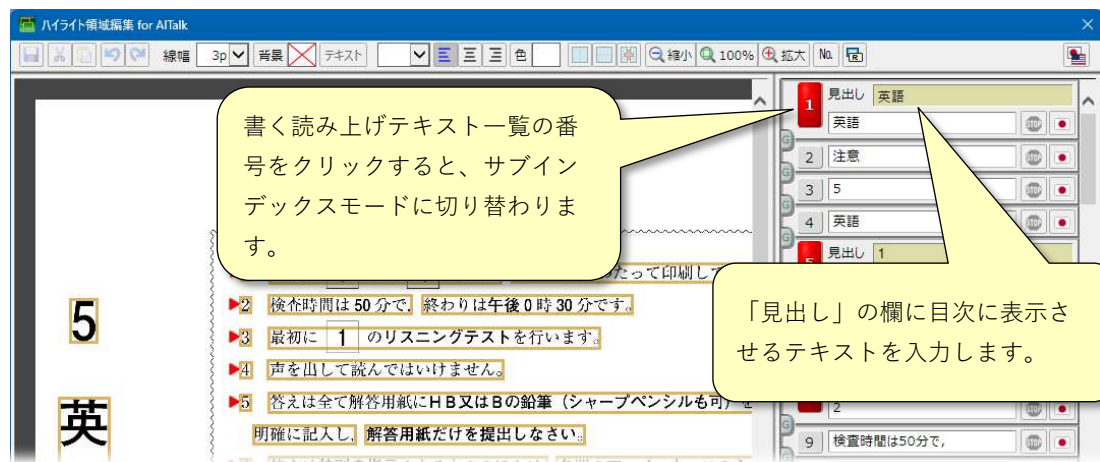 ハイライト領域編集 for AITalk
線幅 3p 背景 テキスト 色 縮小 100% 拡大 No.
書く読み上げテキスト一覧の番
号をクリックすると、サブイン
デックスモードに切り替わりま
す。
1 見出し 英語
英語 STOP
G
2 注意 STOP
G
3 5 STOP
G
4 英語 STOP
G
見出し 1
「見出し」の欄に目次に表示さ
せるテキストを入力します。
2 STOP
9 検査時間は50分で, STOP
G
5
英
たって印刷して
▶2 検査時間は 50 分で, 終わりは午後 0 時 30 分です。
▶3 最初に 1 のリスニングテストを行います。
▶4 声を出して読んではいけません。
▶5 答えは全て解答用紙にＨＢ又はＢの鉛筆（シャープペンシルも可）を
明確に記入し, 解答用紙だけを提出しなさい。